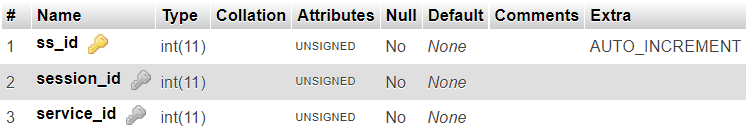 # Name Type Collation Attributes Null Default Comments Extra
1 ss_id int(11) UNSIGNED No None AUTO_INCREMENT
2 session_id int(11) UNSIGNED No None
3 service_id int(11) UNSIGNED No None